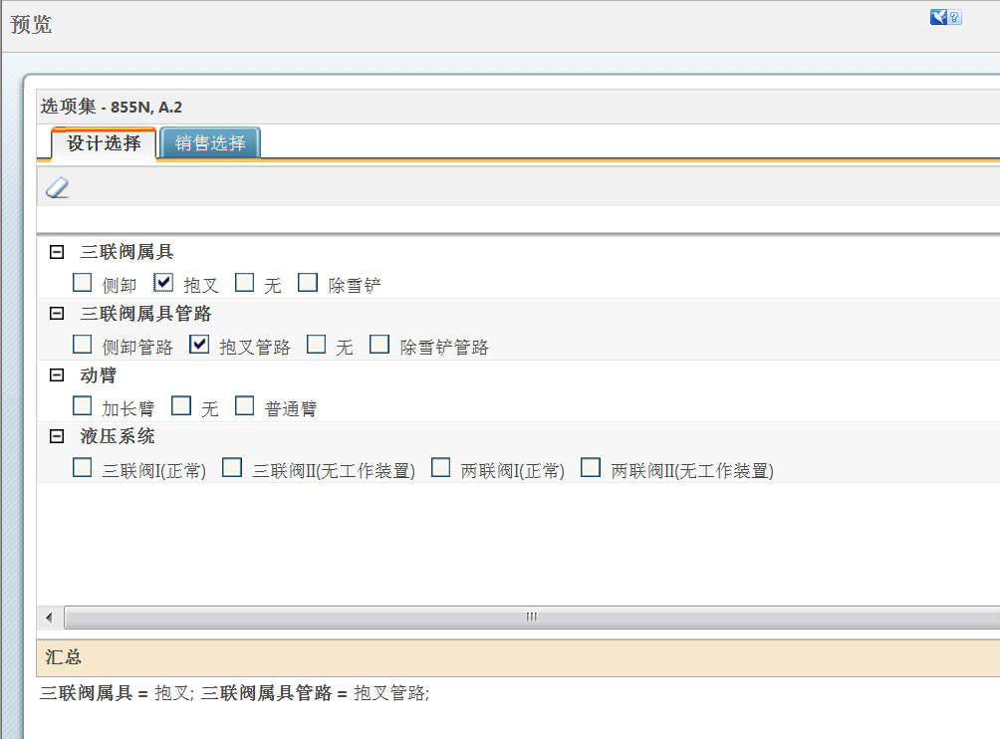 预览
选项集 - 855N, A.2
设计选择 销售选择
三联阀属具
侧卸 抱叉 无 除雪铲
三联阀属具管路
侧卸管路 抱叉管路 无 除雪铲管路
动臂
加长臂 无 普通臂
液压系统
三联阀I(正常) 三联阀II(无工作装置) 两联阀I(正常) 两联阀II(无工作装置)
汇总
三联阀属具 = 抱叉; 三联阀属具管路 = 抱叉管路;